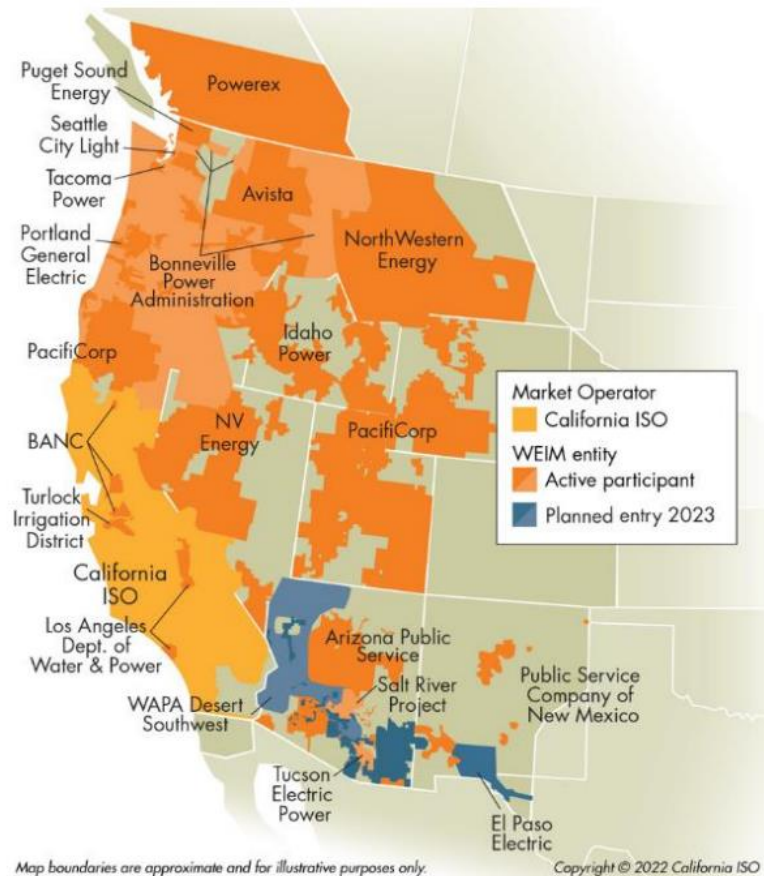 Puget Sound
Energy
Powerex
Seattle
City Light
Tacoma
Power
Avista
Portland
General
Electric
NorthWestern
Energy
Bonneville
Power
Administration
Idaho
Power
PacifiCorp
NV
Energy
PacifiCorp
BANC
Turlock
Irrigation
District
California
ISO
Los Angeles
Dept. of
Water & Power
Market Operator
California ISO
WEIM entity
Active participant
Planned entry 2023
Arizona Public
Service
Salt River
Project
Public Service
Company of
New Mexico
WAPA Desert
Southwest
Tucson
Electric
Power
El Paso
Electric
Map boundaries are approximate and for illustrative purposes only.
Copyright © 2022 California ISO